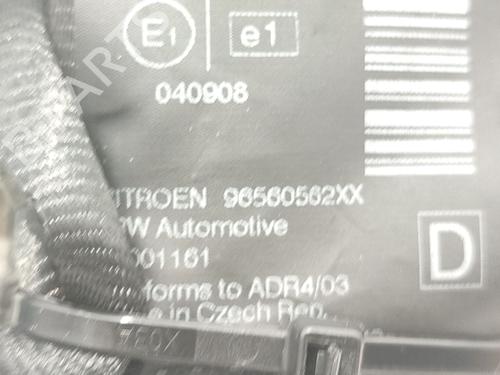 E1 e1
040908
ITROEN 96560562XX
W Automotive
001161
forms to ADR4/03
e in Czech Rep.
D